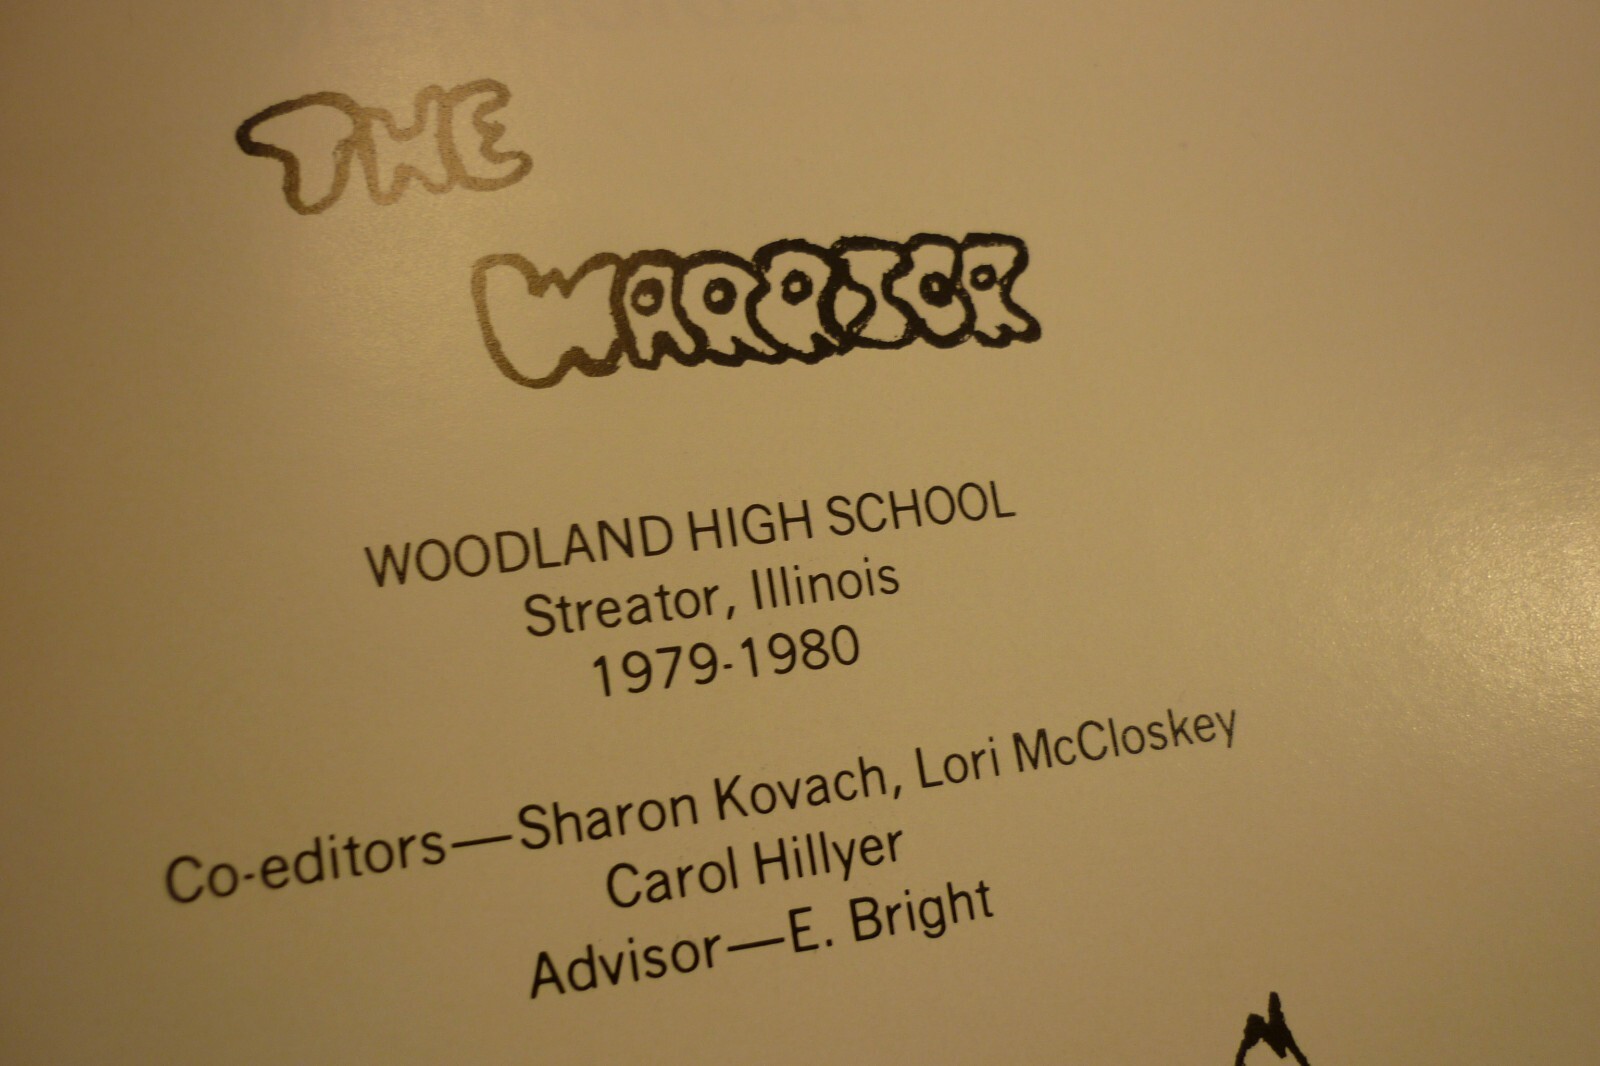 THE
WARRIOR
WOODLAND HIGH SCHOOL
Streator, Illinois
1979-1980
Co-editors—Sharon Kovach, Lori McCloskey
Carol Hillyer
Advisor—E. Bright